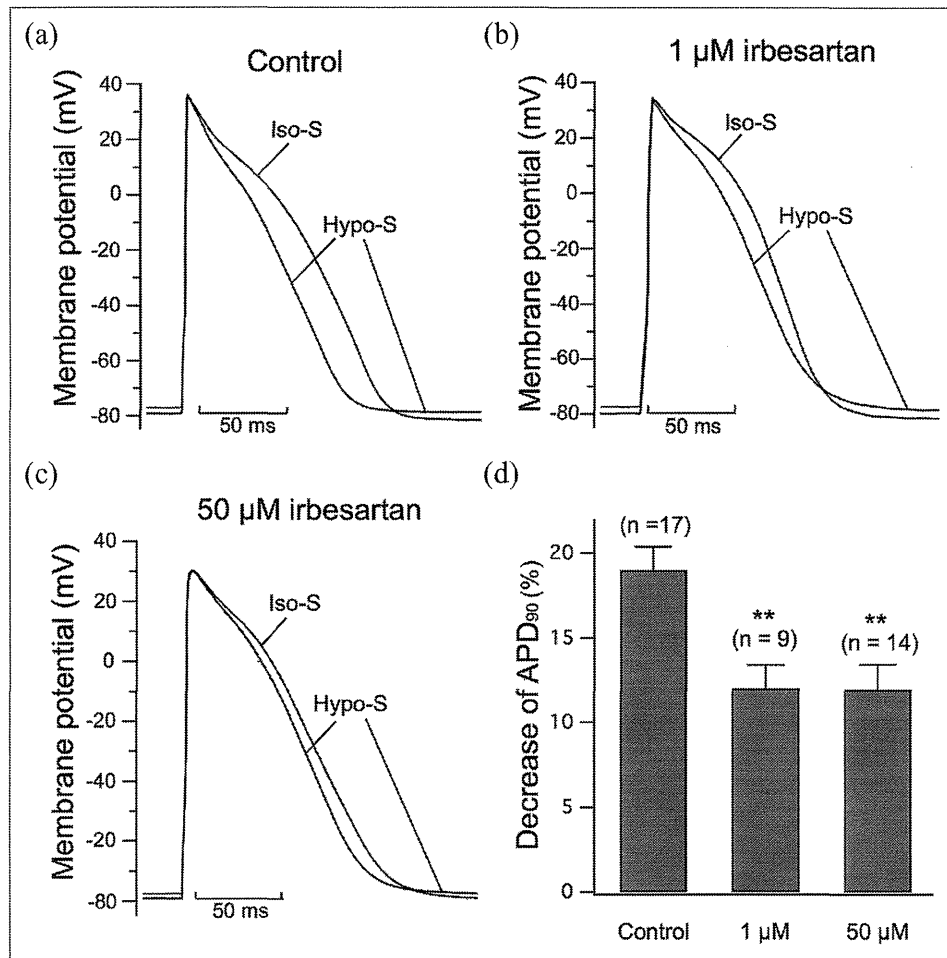 (a)
Control
Membrane potential (mV)
40
20
0
-20
-40
-60
-80
Iso-S
Hypo-S
50 ms
(b)
1 µM irbesartan
Membrane potential (mV)
40
20
0
-20
-40
-60
-80
Iso-S
Hypo-S
50 ms
(c)
50 µM irbesartan
Membrane potential (mV)
40
20
0
-20
-40
-20
-80
Iso-S
Hypo-S
50 ms
(d)
Decrease of APD90 (%)
20
15
10
5
0
(n =17)
**
(n = 9)
**
(n = 14)
Control
1 µM
50 µM